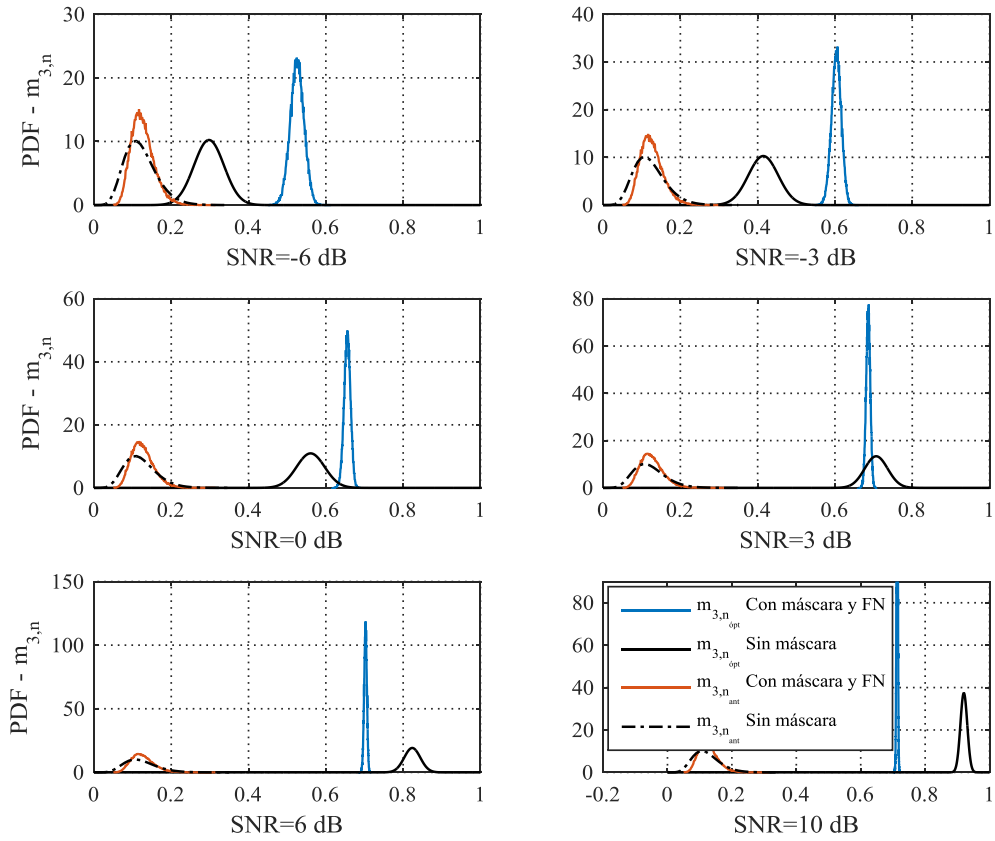 30
20
10
0
PDF - m3,n
0 0.2 0.4 0.6 0.8 1
SNR=-6 dB
40
30
20
10
0
0 0.2 0.4 0.6 0.8 1
SNR=-3 dB
60
40
20
0
PDF - m3,n
0 0.2 0.4 0.6 0.8 1
SNR=0 dB
80
60
40
20
0
0 0.2 0.4 0.6 0.8 1
SNR=3 dB
150
100
50
0
PDF - m3,n
0 0.2 0.4 0.6 0.8 1
SNR=6 dB
80
60
40
20
0
m3,nópt Con máscara y FN
m3,nópt Sin máscara
m3,nant Con máscara y FN
m3,nant Sin máscara
-0.2 0 0.2 0.4 0.6 0.8 1
SNR=10 dB